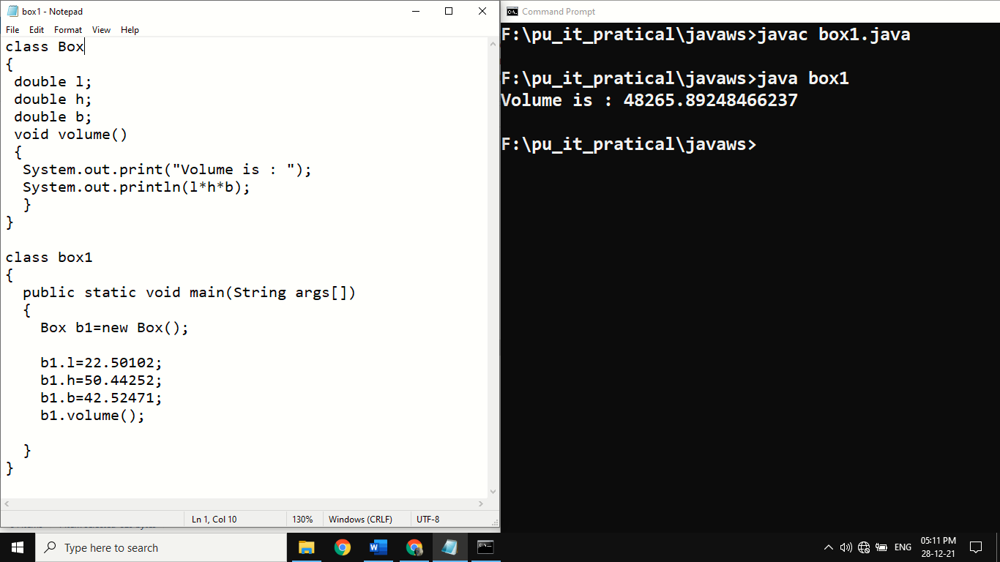 box1 - Notepad
File Edit Format View Help
class Box
{
double l;
double h;
double b;
void volume()
{
System.out.print("Volume is : ");
System.out.println(l*h*b);
}
}
class box1
{
public static void main(String args[])
{
Box b1=new Box();
b1.l=22.50102;
b1.h=50.44252;
b1.b=42.52471;
b1.volume();
}
}
Ln 1, Col 10 130% Windows (CRLF) UTF-8
Command Prompt
F:\pu_it_pratical\javaws>javac box1.java
F:\pu_it_pratical\javaws>java box1
Volume is : 48265.89248466237
F:\pu_it_pratical\javaws>
Type here to search
ENG
05:11 PM
28-12-21